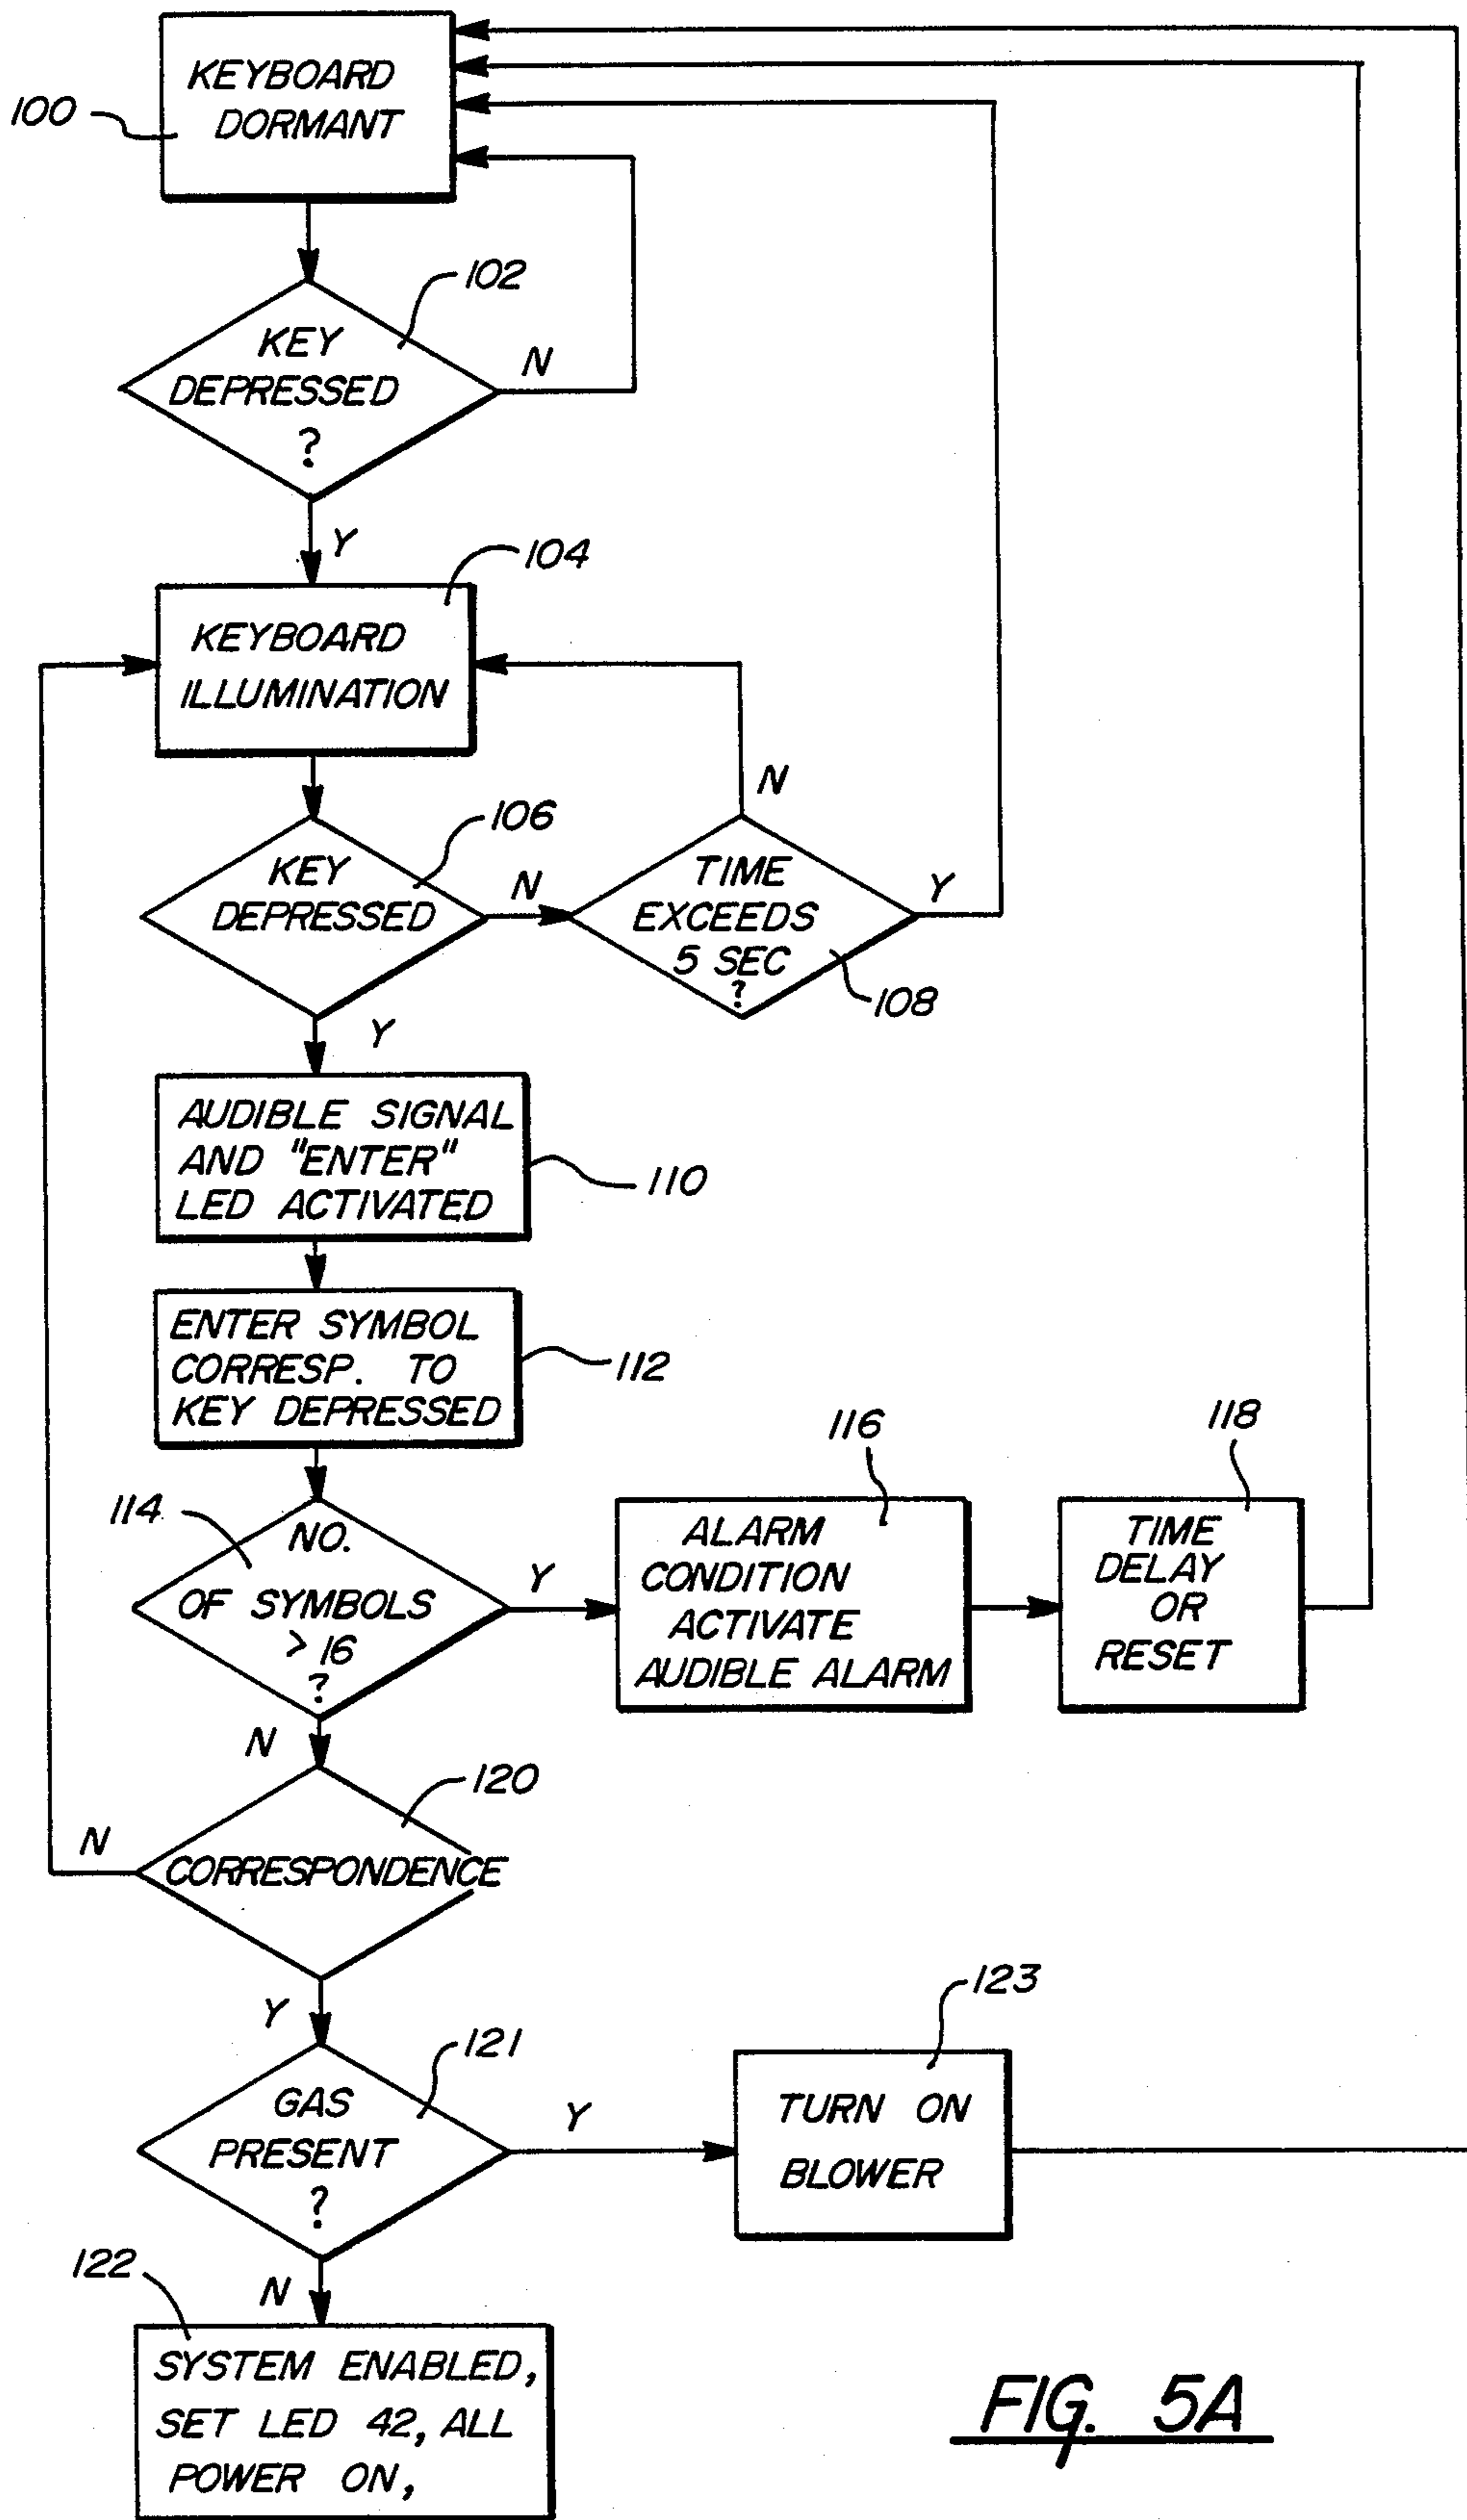 KEYBOARD
DORMANT
100
102
KEY
DEPRESSED
?
N
Y
104
KEYBOARD
ILLUMINATION
N
106
KEY
DEPRESSED
N
TIME
EXCEEDS
5 SEC
?
Y
108
Y
AUDIBLE SIGNAL
AND "ENTER"
LED ACTIVATED
110
ENTER SYMBOL
CORRESP. TO
KEY DEPRESSED
112
114
NO.
OF SYMBOLS
> 16
?
Y
116
ALARM
CONDITION
ACTIVATE
AUDIBLE ALARM
118
TIME
DELAY
OR
RESET
N
120
N
CORRESPONDENCE
Y
121
GAS
PRESENT
?
Y
123
TURN ON
BLOWER
N
122
SYSTEM ENABLED,
SET LED 42, ALL
POWER ON,
FIG. 5A